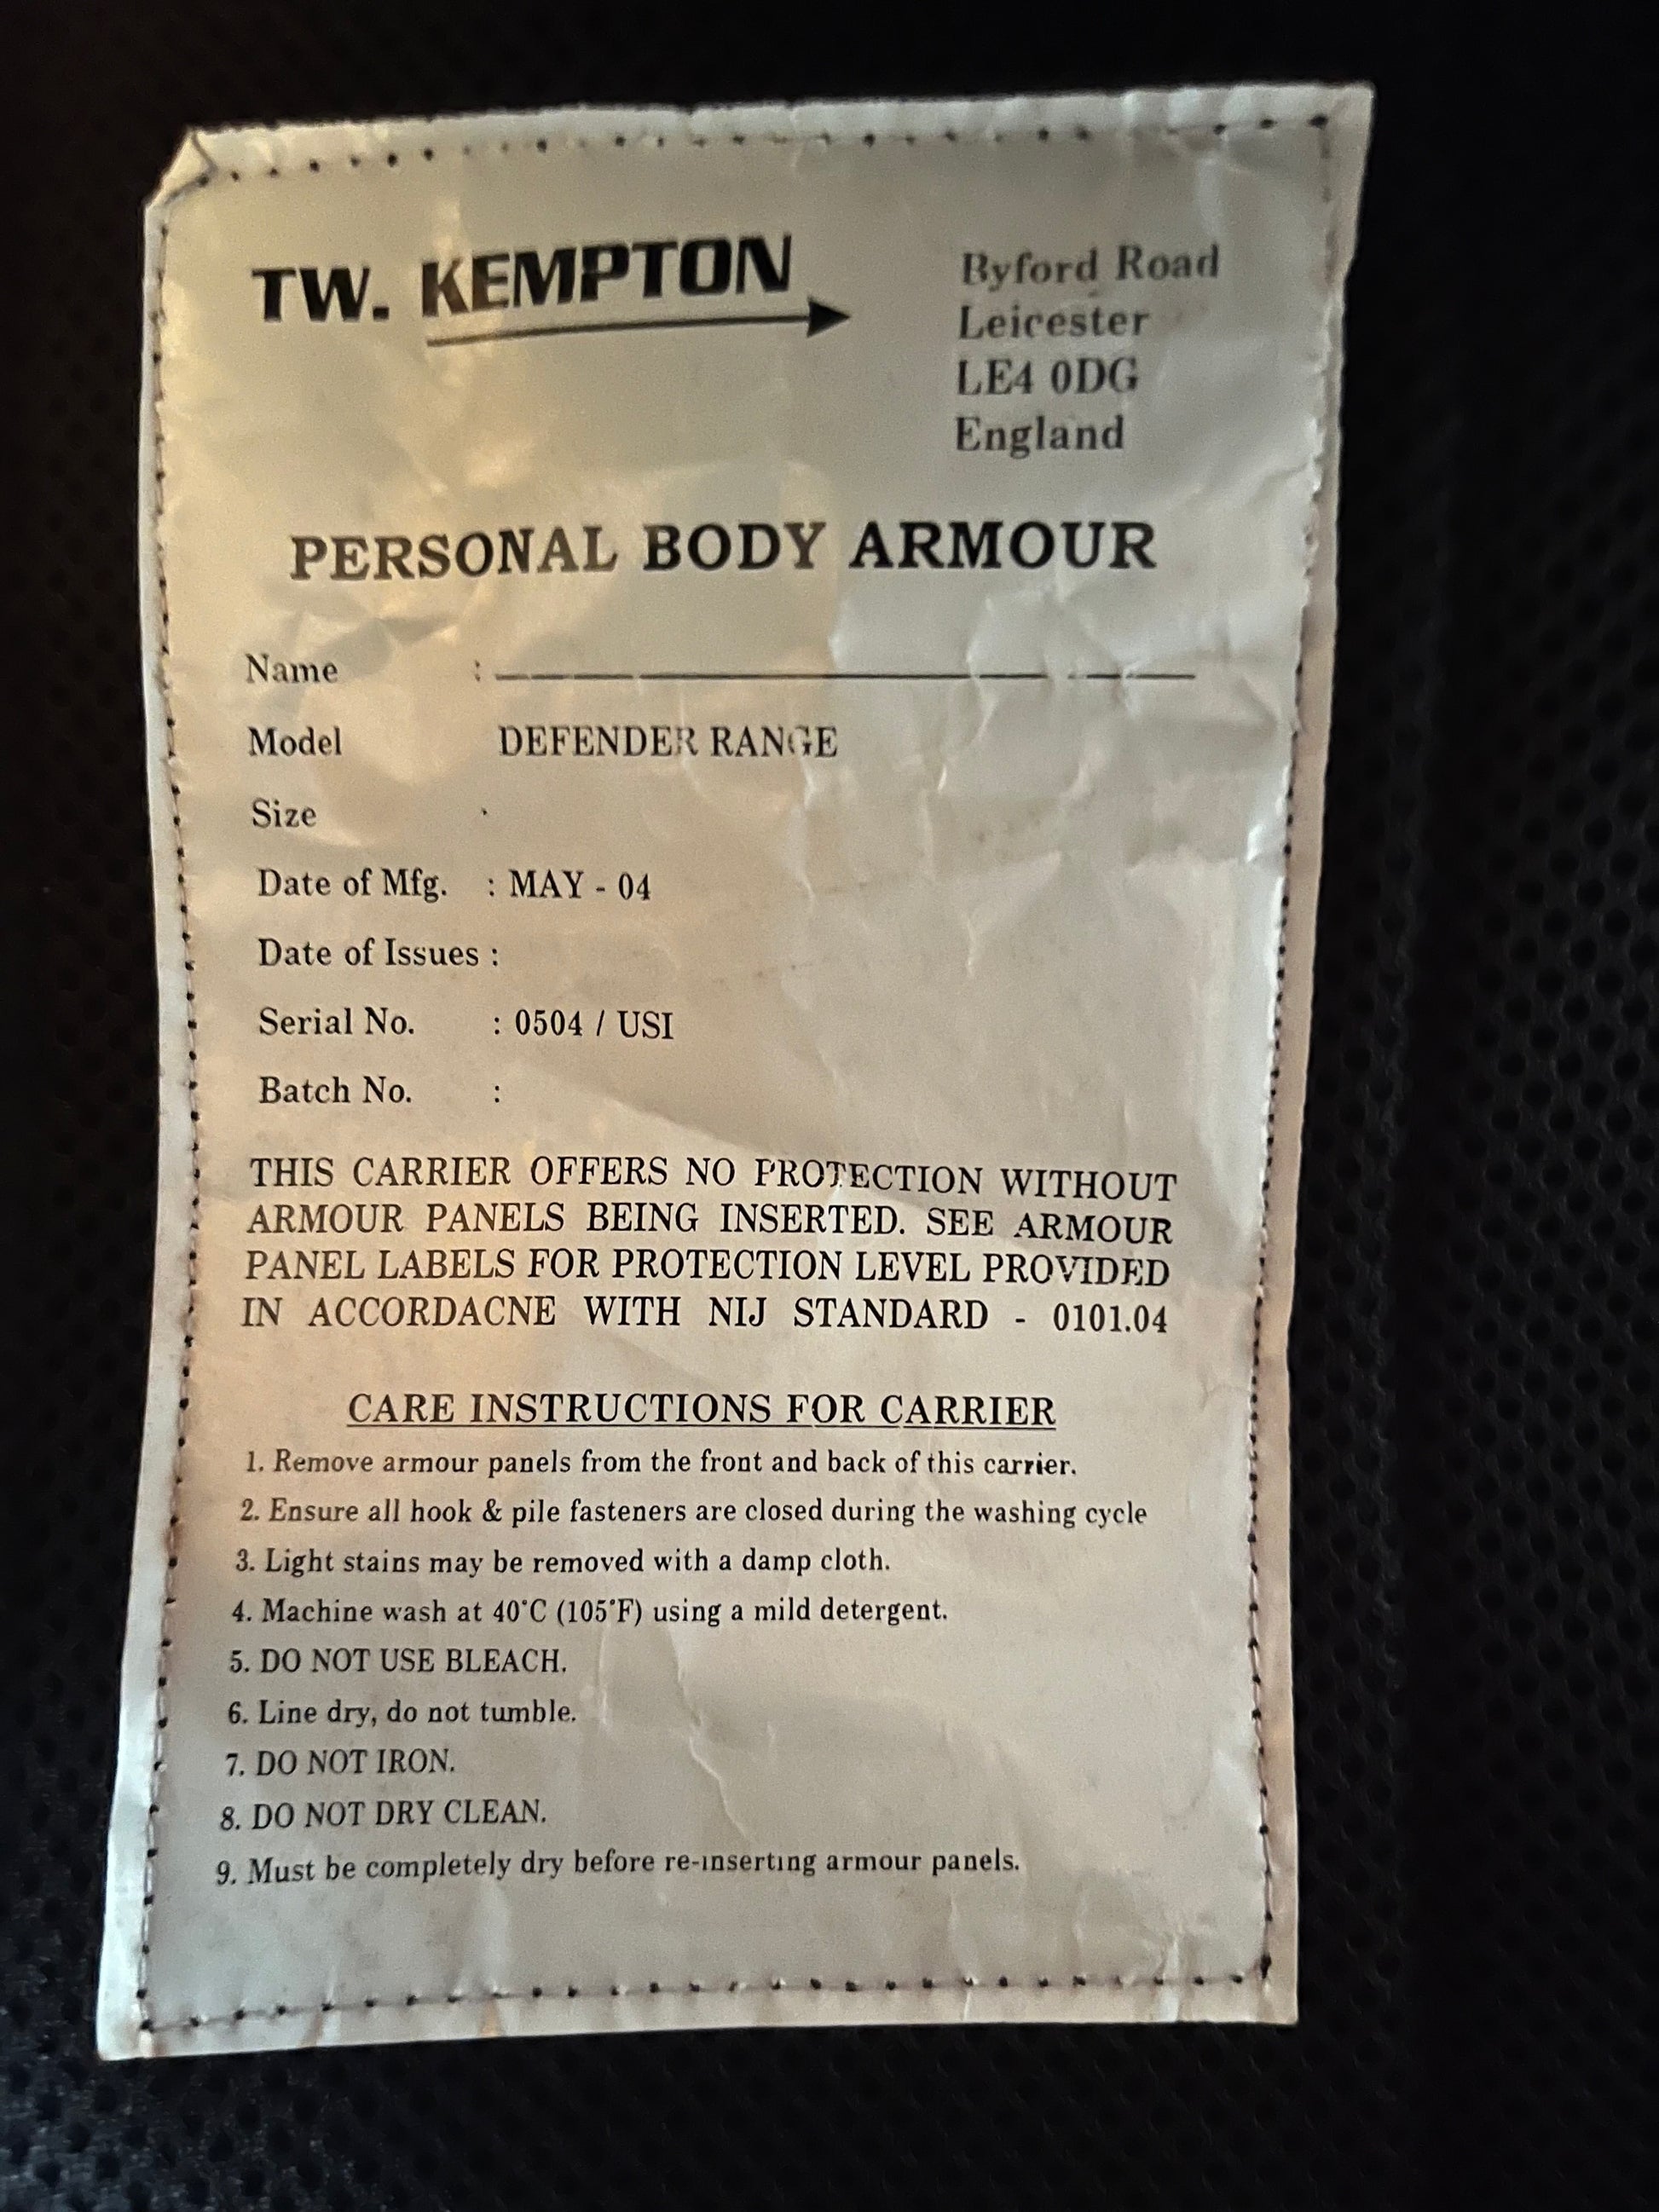 TW. KEMPTON
Byford Road
Leicester
LE4 0DG
England
PERSONAL BODY ARMOUR
Name :
Model DEFENDER RANGE
Size
Date of Mfg. : MAY - 04
Date of Issues :
Serial No. : 0504 / USI
Batch No. :
THIS CARRIER OFFERS NO PROTECTION WITHOUT
ARMOUR PANELS BEING INSERTED. SEE ARMOUR
PANEL LABELS FOR PROTECTION LEVEL PROVIDED
IN ACCORDACNE WITH NIJ STANDARD - 0101.04
CARE INSTRUCTIONS FOR CARRIER
1. Remove armour panels from the front and back of this carrier.
2. Ensure all hook & pile fasteners are closed during the washing cycle
3. Light stains may be removed with a damp cloth.
4. Machine wash at 40°C (105°F) using a mild detergent.
5. DO NOT USE BLEACH.
6. Line dry, do not tumble.
7. DO NOT IRON.
8. DO NOT DRY CLEAN.
9. Must be completely dry before re-inserting armour panels.